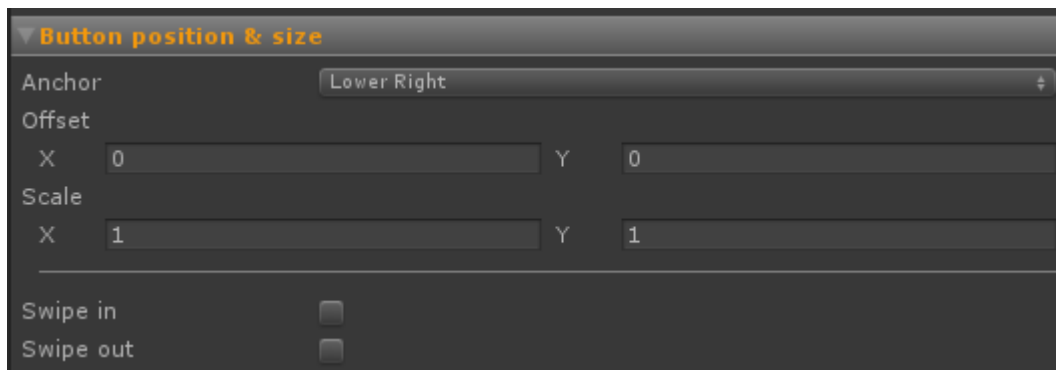 Button position & size
Anchor Lower Right
Offset
X 0 Y 0
Scale
X 1 Y 1
Swipe in
Swipe out